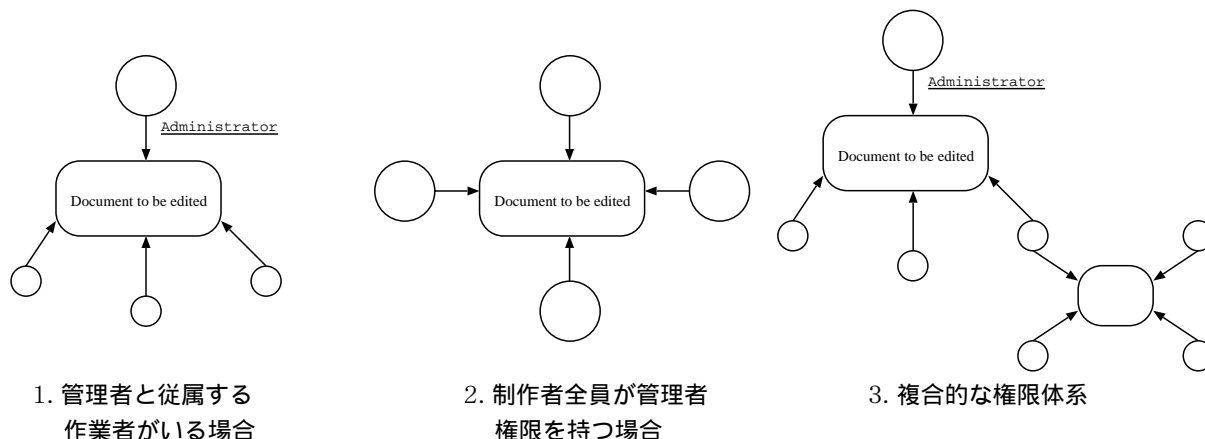 Administrator
Document to be edited
1. 管理者と従属する
作業者がいる場合
Document to be edited
2. 制作者全員が管理者
権限を持つ場合
Administrator
Document to be edited
3. 複合的な権限体系